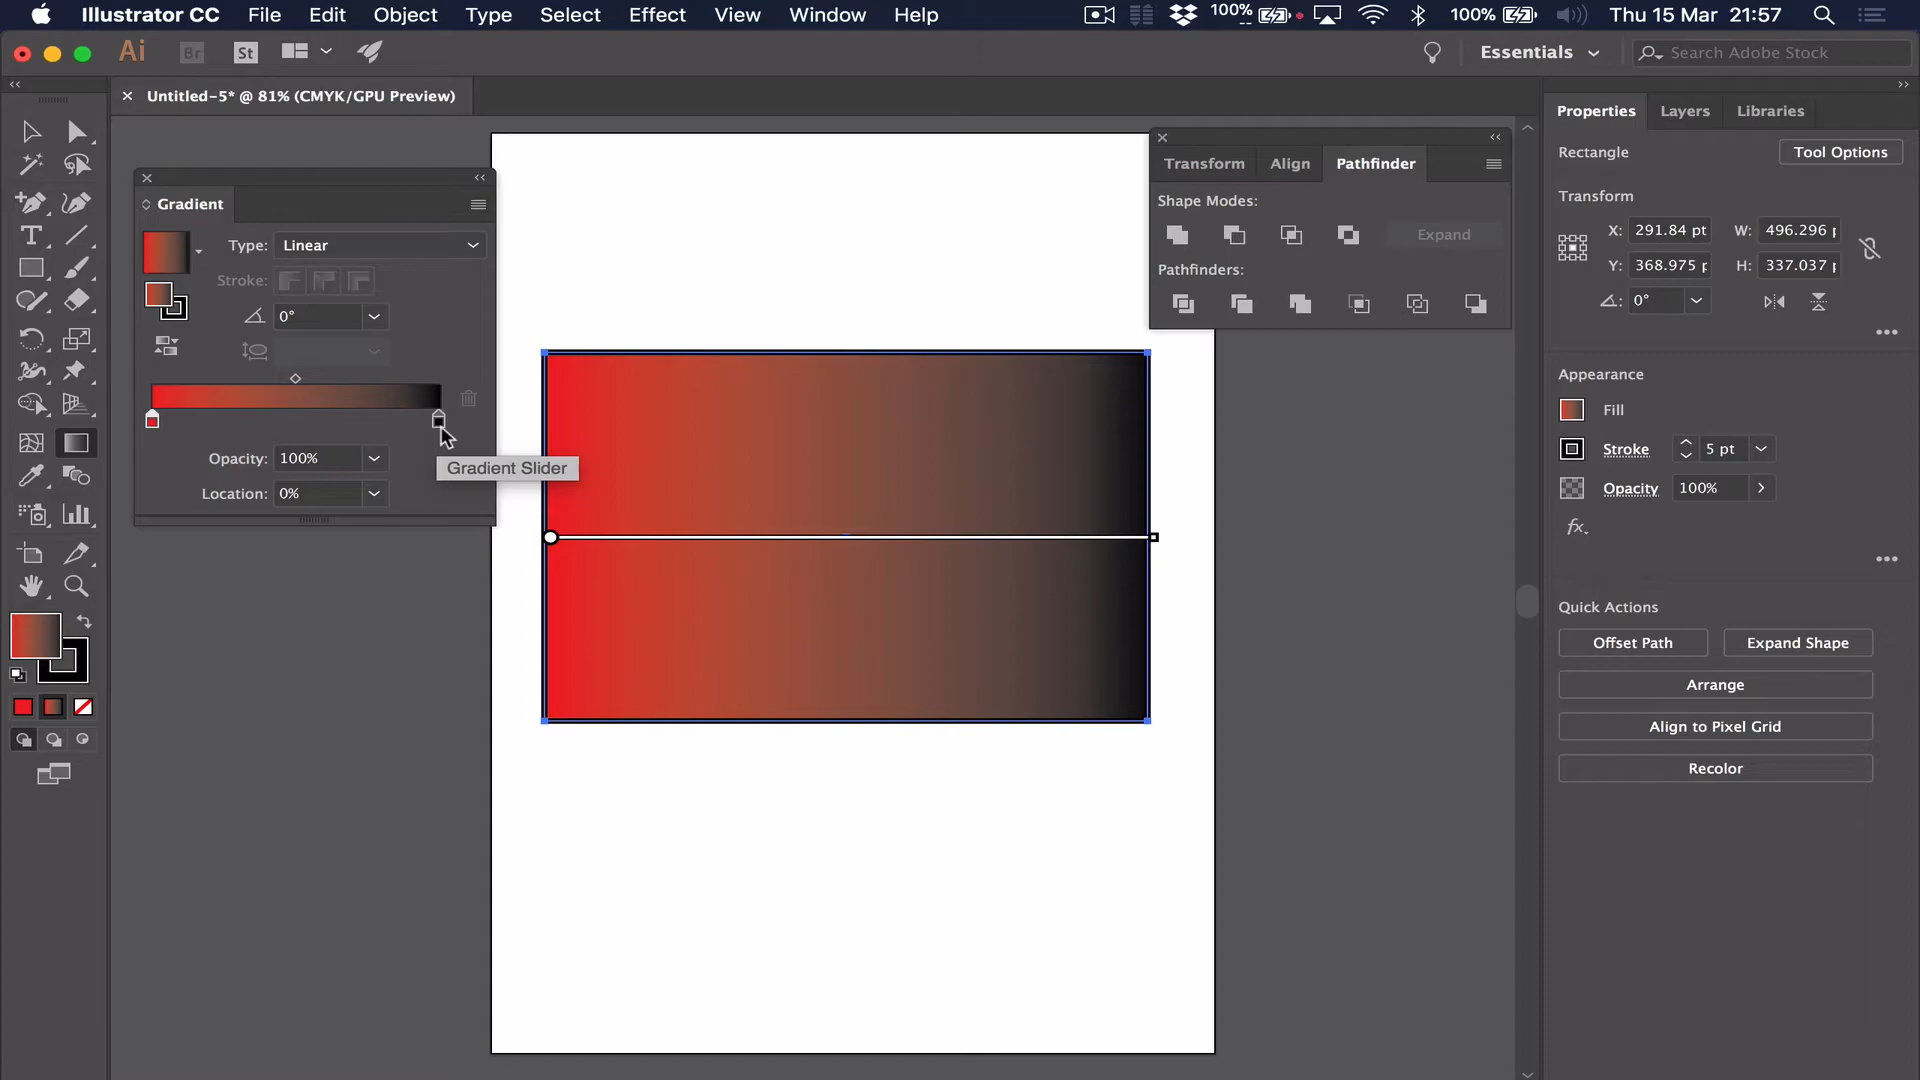 Illustrator CC File Edit Object Type Select Effect View Window Help 100% 100% Thu 15 Mar 21:57
Ai Br St Essentials Search Adobe Stock
Untitled-5* @ 81% (CMYK/GPU Preview)
Properties Layers Libraries
Rectangle Tool Options
Transform
X: 291.84 pt W: 496.296
Y: 368.975 H: 337.037
0°
Appearance
Fill
Stroke 5 pt
Opacity 100%
fx
Quick Actions
Offset Path Expand Shape
Arrange
Align to Pixel Grid
Recolor
Transform Align Pathfinder
Shape Modes:
Expand
Pathfinders:
Gradient
Type: Linear
Stroke:
0°
Opacity: 100%
Gradient Slider
Location: 0%